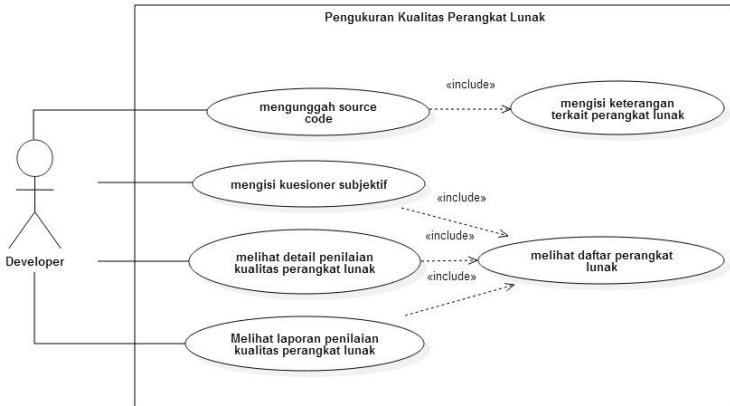 Pengukuran Kualitas Perangkat Lunak
«include»
mengunggah source
code
mengisi keterangan
terkait perangkat lunak
mengisi kuesioner subjektif
«include»
«include»
Developer
melihat detail penilaian
kualitas perangkat lunak
melihat daftar perangkat
lunak
«include»
Melihat laporan penilaian
kualitas perangkat lunak